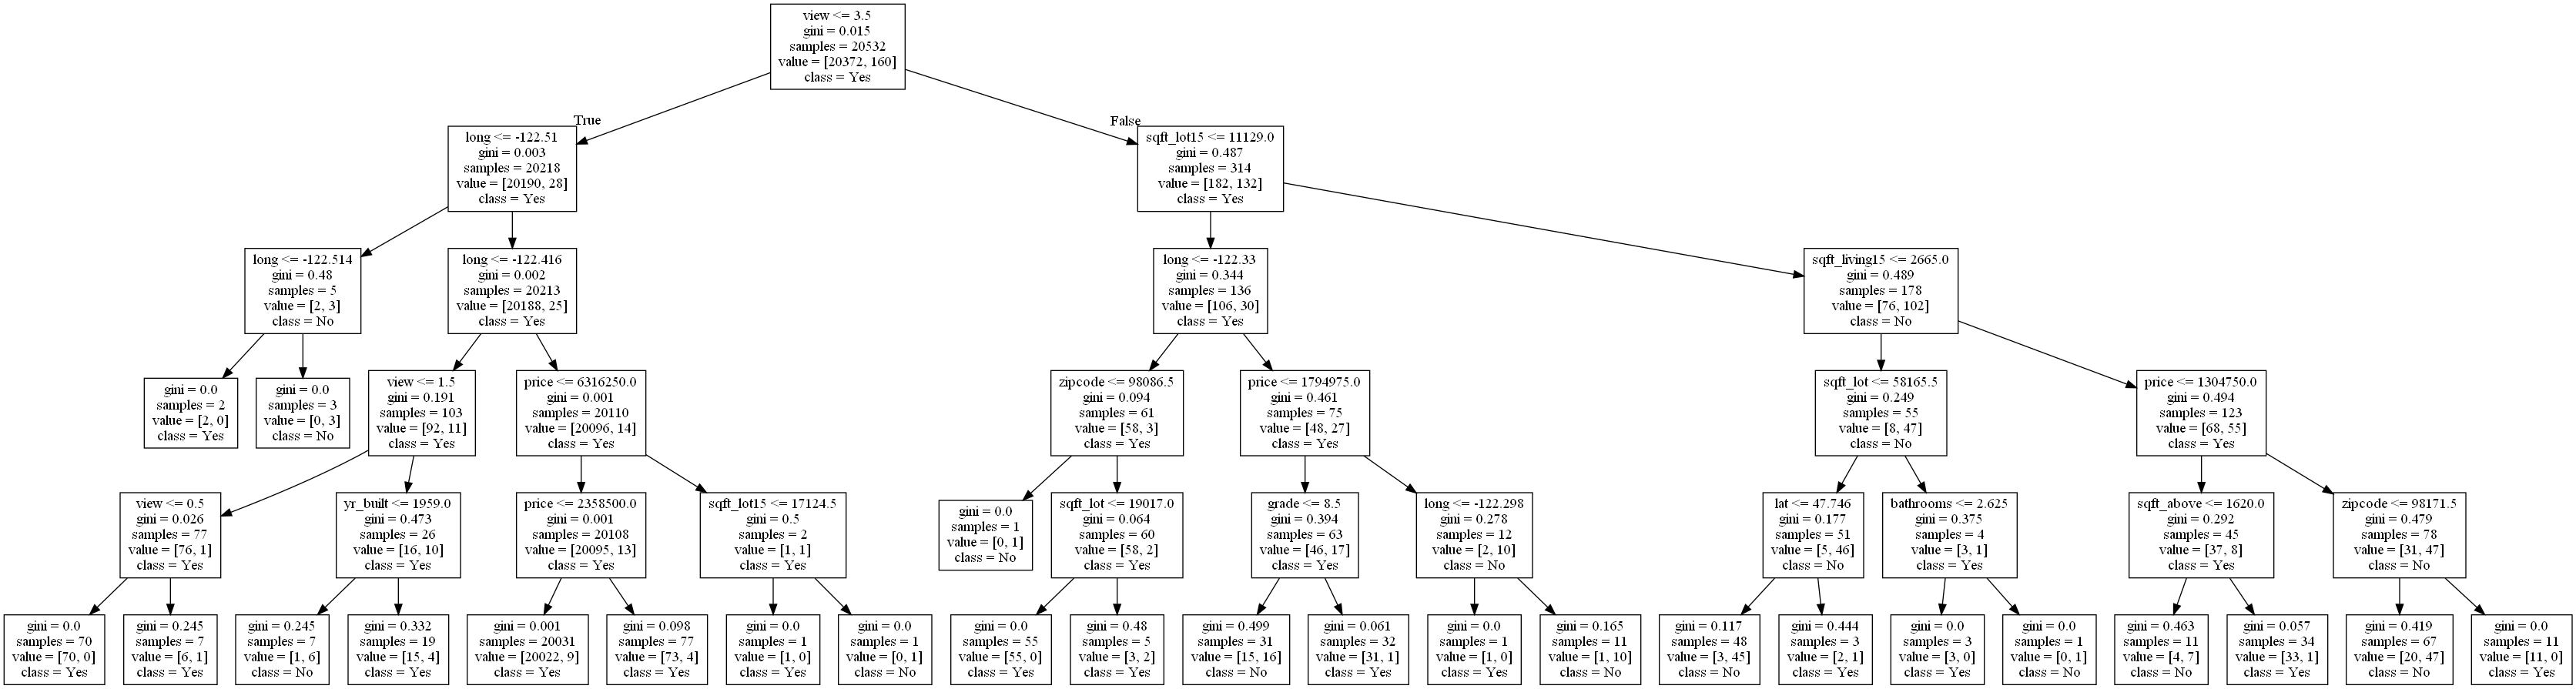 view <= 3.5
gini = 0.015
samples = 20532
value = [20372, 160]
class = Yes
True
False
long <= -122.51
gini = 0.003
samples = 20218
value = [20190, 28]
class = Yes
sqft_lot15 <= 11129.0
gini = 0.487
samples = 314
value = [182, 132]
class = Yes
long <= -122.514
gini = 0.48
samples = 5
value = [2, 3]
class = No
long <= -122.416
gini = 0.002
samples = 20213
value = [20188, 25]
class = Yes
long <= -122.33
gini = 0.344
samples = 136
value = [106, 30]
class = Yes
sqft_living15 <= 2665.0
gini = 0.489
samples = 178
value = [76, 102]
class = No
gini = 0.0
samples = 2
value = [2, 0]
class = Yes
gini = 0.0
samples = 3
value = [0, 3]
class = No
view <= 1.5
gini = 0.191
samples = 103
value = [92, 11]
class = Yes
price <= 6316250.0
gini = 0.001
samples = 20110
value = [20096, 14]
class = Yes
zipcode <= 98086.5
gini = 0.094
samples = 61
value = [58, 3]
class = Yes
price <= 1794975.0
gini = 0.461
samples = 75
value = [48, 27]
class = Yes
sqft_lot <= 58165.5
gini = 0.249
samples = 55
value = [8, 47]
class = No
price <= 1304750.0
gini = 0.494
samples = 123
value = [68, 55]
class = Yes
view <= 0.5
gini = 0.026
samples = 77
value = [76, 1]
class = Yes
yr_built <= 1959.0
gini = 0.473
samples = 26
value = [16, 10]
class = Yes
price <= 2358500.0
gini = 0.001
samples = 20108
value = [20095, 13]
class = Yes
sqft_lot15 <= 17124.5
gini = 0.5
samples = 2
value = [1, 1]
class = Yes
gini = 0.0
samples = 1
value = [0, 1]
class = No
sqft_lot <= 19017.0
gini = 0.064
samples = 60
value = [58, 2]
class = Yes
grade <= 8.5
gini = 0.394
samples = 63
value = [46, 17]
class = Yes
long <= -122.298
gini = 0.278
samples = 12
value = [2, 10]
class = No
lat <= 47.746
gini = 0.177
samples = 51
value = [5, 46]
class = No
bathrooms <= 2.625
gini = 0.375
samples = 4
value = [3, 1]
class = Yes
sqft_above <= 1620.0
gini = 0.292
samples = 45
value = [37, 8]
class = Yes
zipcode <= 98171.5
gini = 0.479
samples = 78
value = [31, 47]
class = No
gini = 0.0
samples = 70
value = [70, 0]
class = Yes
gini = 0.245
samples = 7
value = [6, 1]
class = Yes
gini = 0.245
samples = 7
value = [1, 6]
class = No
gini = 0.332
samples = 19
value = [15, 4]
class = Yes
gini = 0.001
samples = 20031
value = [20022, 9]
class = Yes
gini = 0.098
samples = 77
value = [73, 4]
class = Yes
gini = 0.0
samples = 1
value = [1, 0]
class = Yes
gini = 0.0
samples = 1
value = [0, 1]
class = No
gini = 0.0
samples = 55
value = [55, 0]
class = Yes
gini = 0.48
samples = 5
value = [3, 2]
class = Yes
gini = 0.499
samples = 31
value = [15, 16]
class = No
gini = 0.061
samples = 32
value = [31, 1]
class = Yes
gini = 0.0
samples = 1
value = [1, 0]
class = Yes
gini = 0.165
samples = 11
value = [1, 10]
class = No
gini = 0.117
samples = 48
value = [3, 45]
class = No
gini = 0.444
samples = 3
value = [2, 1]
class = Yes
gini = 0.0
samples = 3
value = [3, 0]
class = Yes
gini = 0.0
samples = 1
value = [0, 1]
class = No
gini = 0.463
samples = 11
value = [4, 7]
class = No
gini = 0.057
samples = 34
value = [33, 1]
class = Yes
gini = 0.419
samples = 67
value = [20, 47]
class = No
gini = 0.0
samples = 11
value = [11, 0]
class = Yes